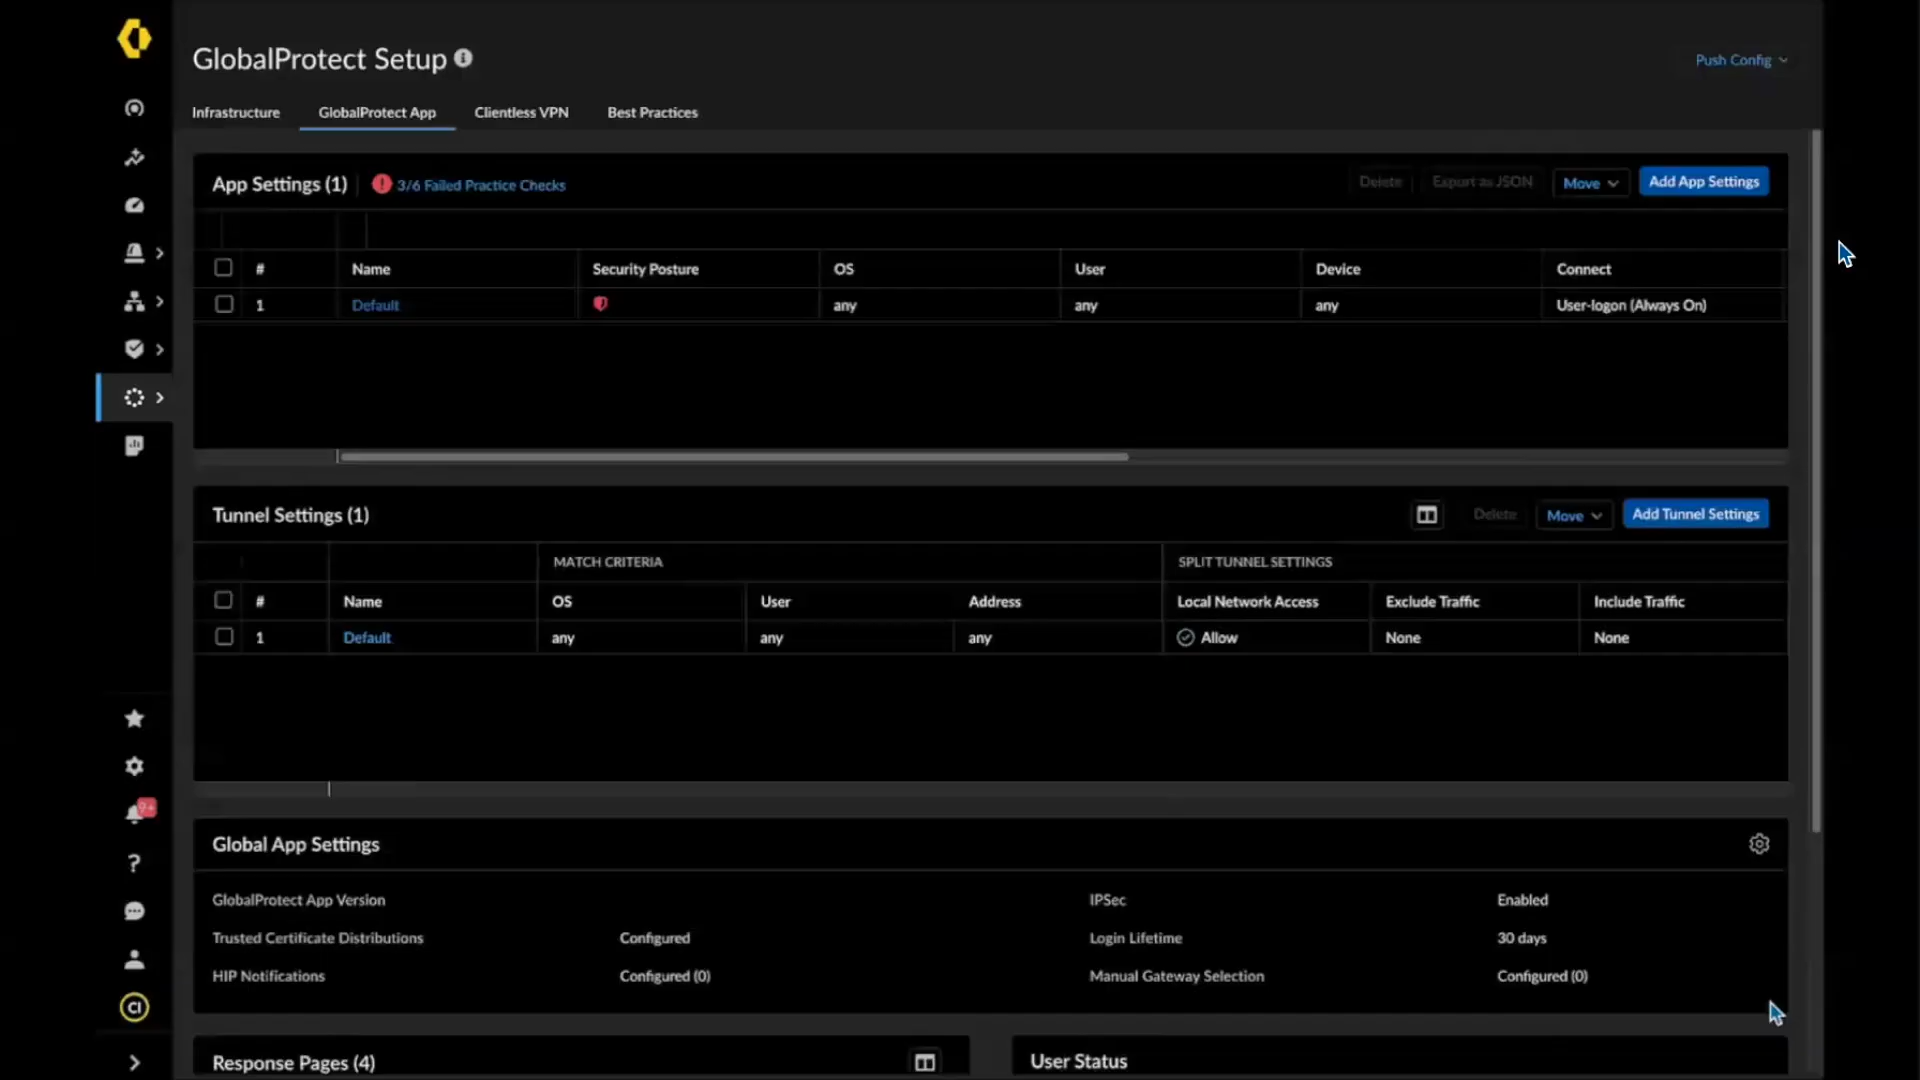 GlobalProtect Setup
Push Config
Infrastructure GlobalProtect App Clientless VPN Best Practices
App Settings (1) 3/6 Failed Practice Checks Delete Export as JSON Move Add App Settings
# Name Security Posture OS User Device Connect
1 Default any any any User-logon (Always On)
Tunnel Settings (1) Delete Move Add Tunnel Settings
MATCH CRITERIA SPLIT TUNNEL SETTINGS
# Name OS User Address Local Network Access Exclude Traffic Include Traffic
1 Default any any any Allow None None
Global App Settings
GlobalProtect App Version IPSec Enabled
Trusted Certificate Distributions Configured Login Lifetime 30 days
HIP Notifications Configured (0) Manual Gateway Selection Configured (0)
Response Pages (4) User Status
9+
?
CI